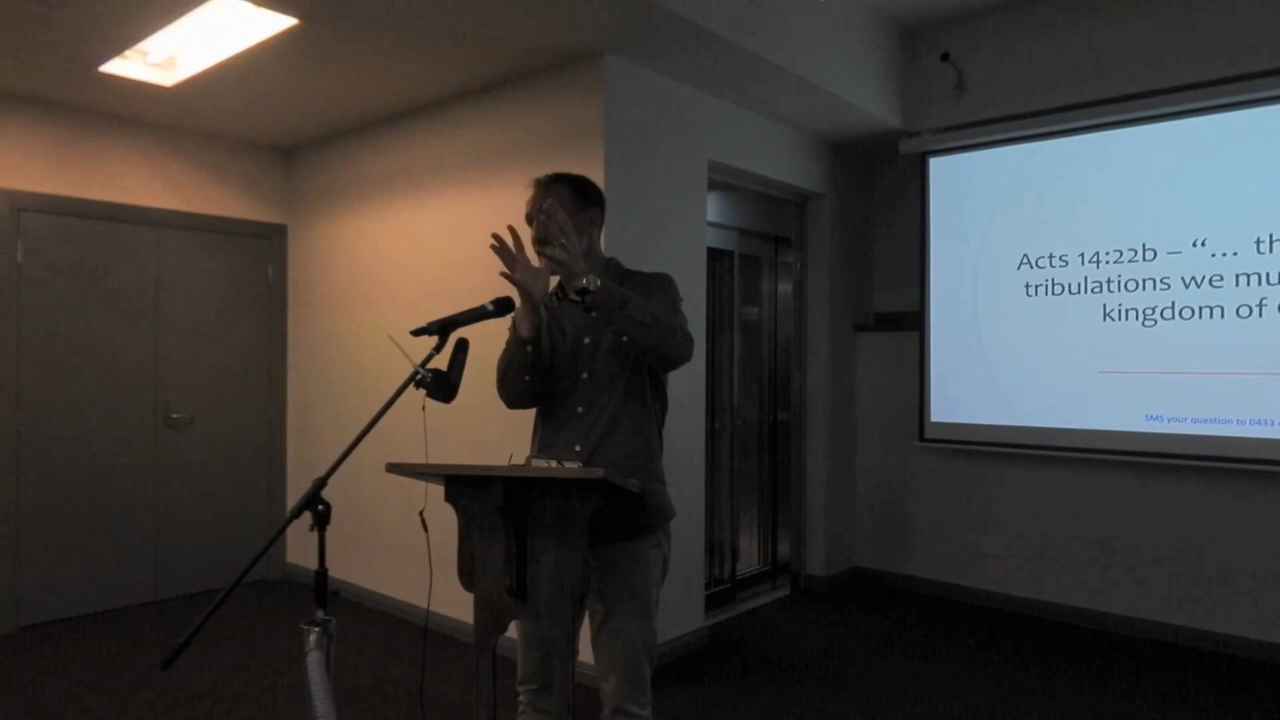 Acts 14:22b – “… th
tribulations we mu
kingdom of
SMS your question to 0433